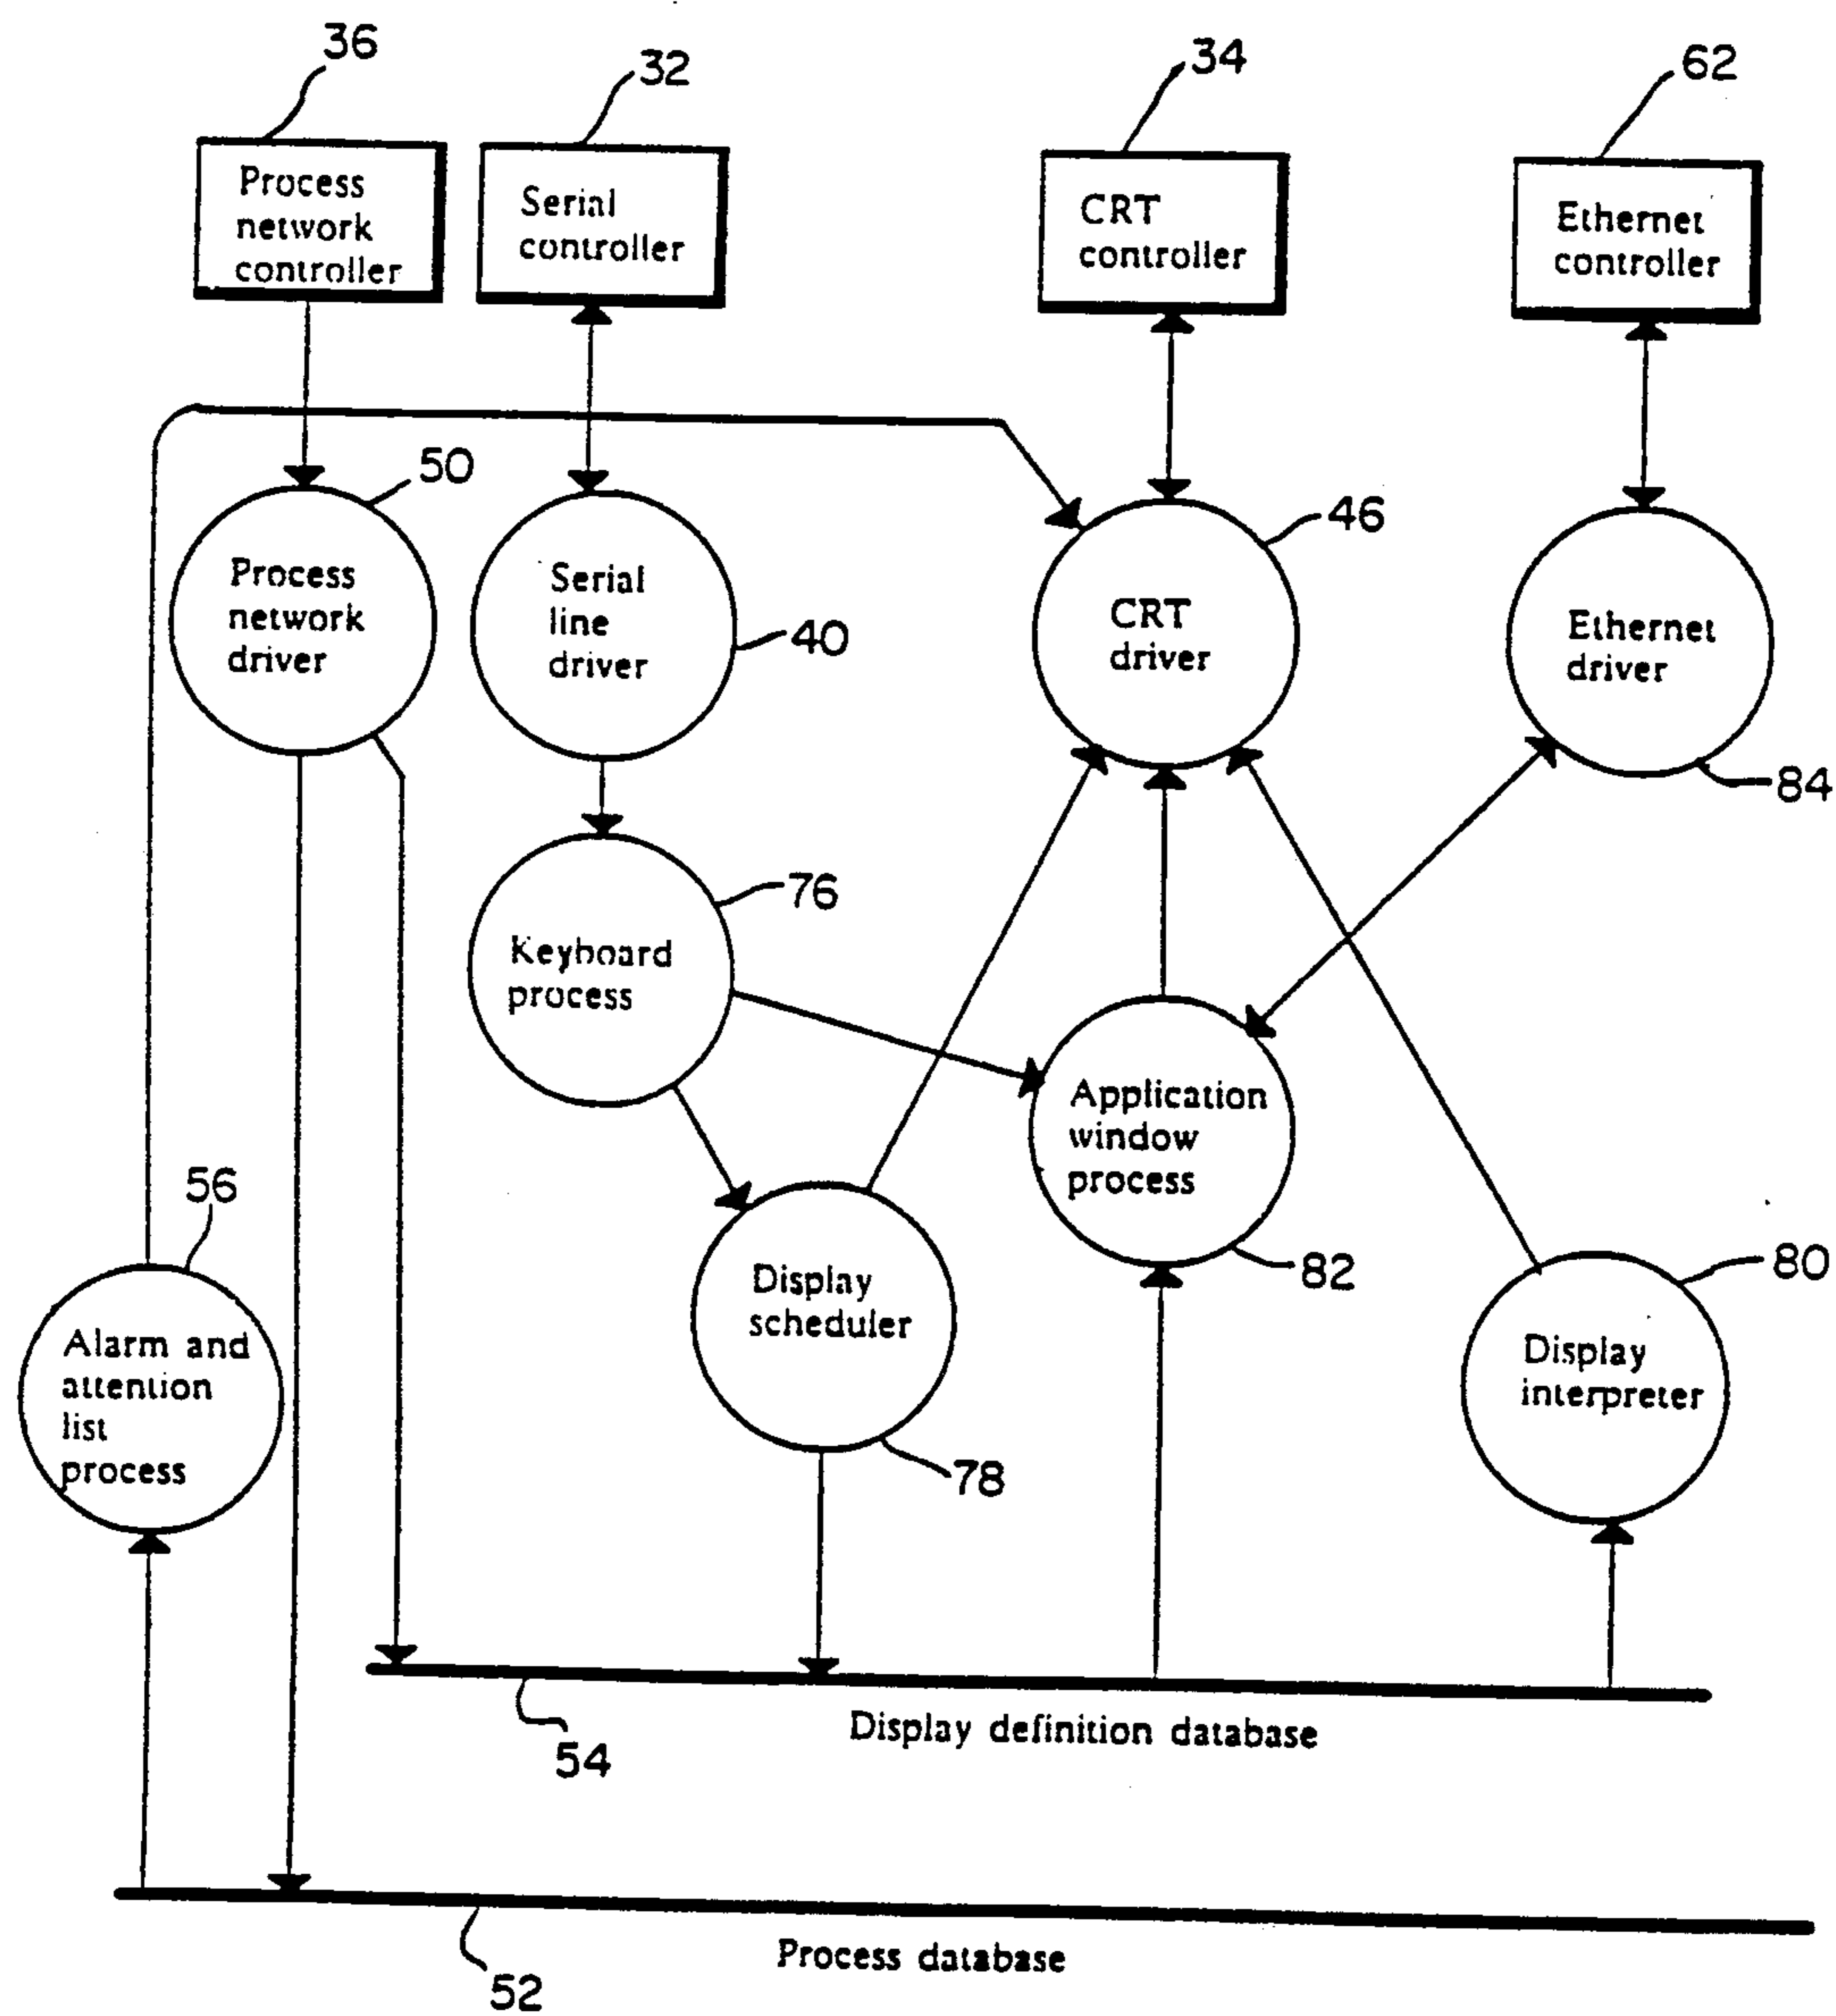 36
32
34
62
Process
network
controller
Serial
controller
CRT
controller
Ethernet
controller
50
46
Process
network
driver
Serial
line
driver
40
CRT
driver
Ethernet
driver
84
76
Keyboard
process
Application
window
process
56
82
80
Display
scheduler
Alarm and
attention
list
process
Display
interpreter
78
54
Display definition database
52
Process database